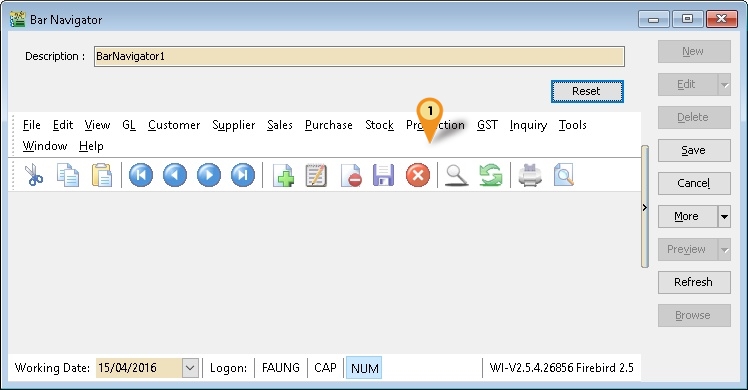 Bar Navigator
Description :
BarNavigator1
Reset
1
File Edit View GL Customer Supplier Sales Purchase Stock Production GST Inquiry Tools
Window Help
New
Edit
Delete
Save
Cancel
More
Preview
Refresh
Browse
Working Date: 15/04/2016 Logon: FAUNG CAP NUM WI-V2.5.4.26856 Firebird 2.5